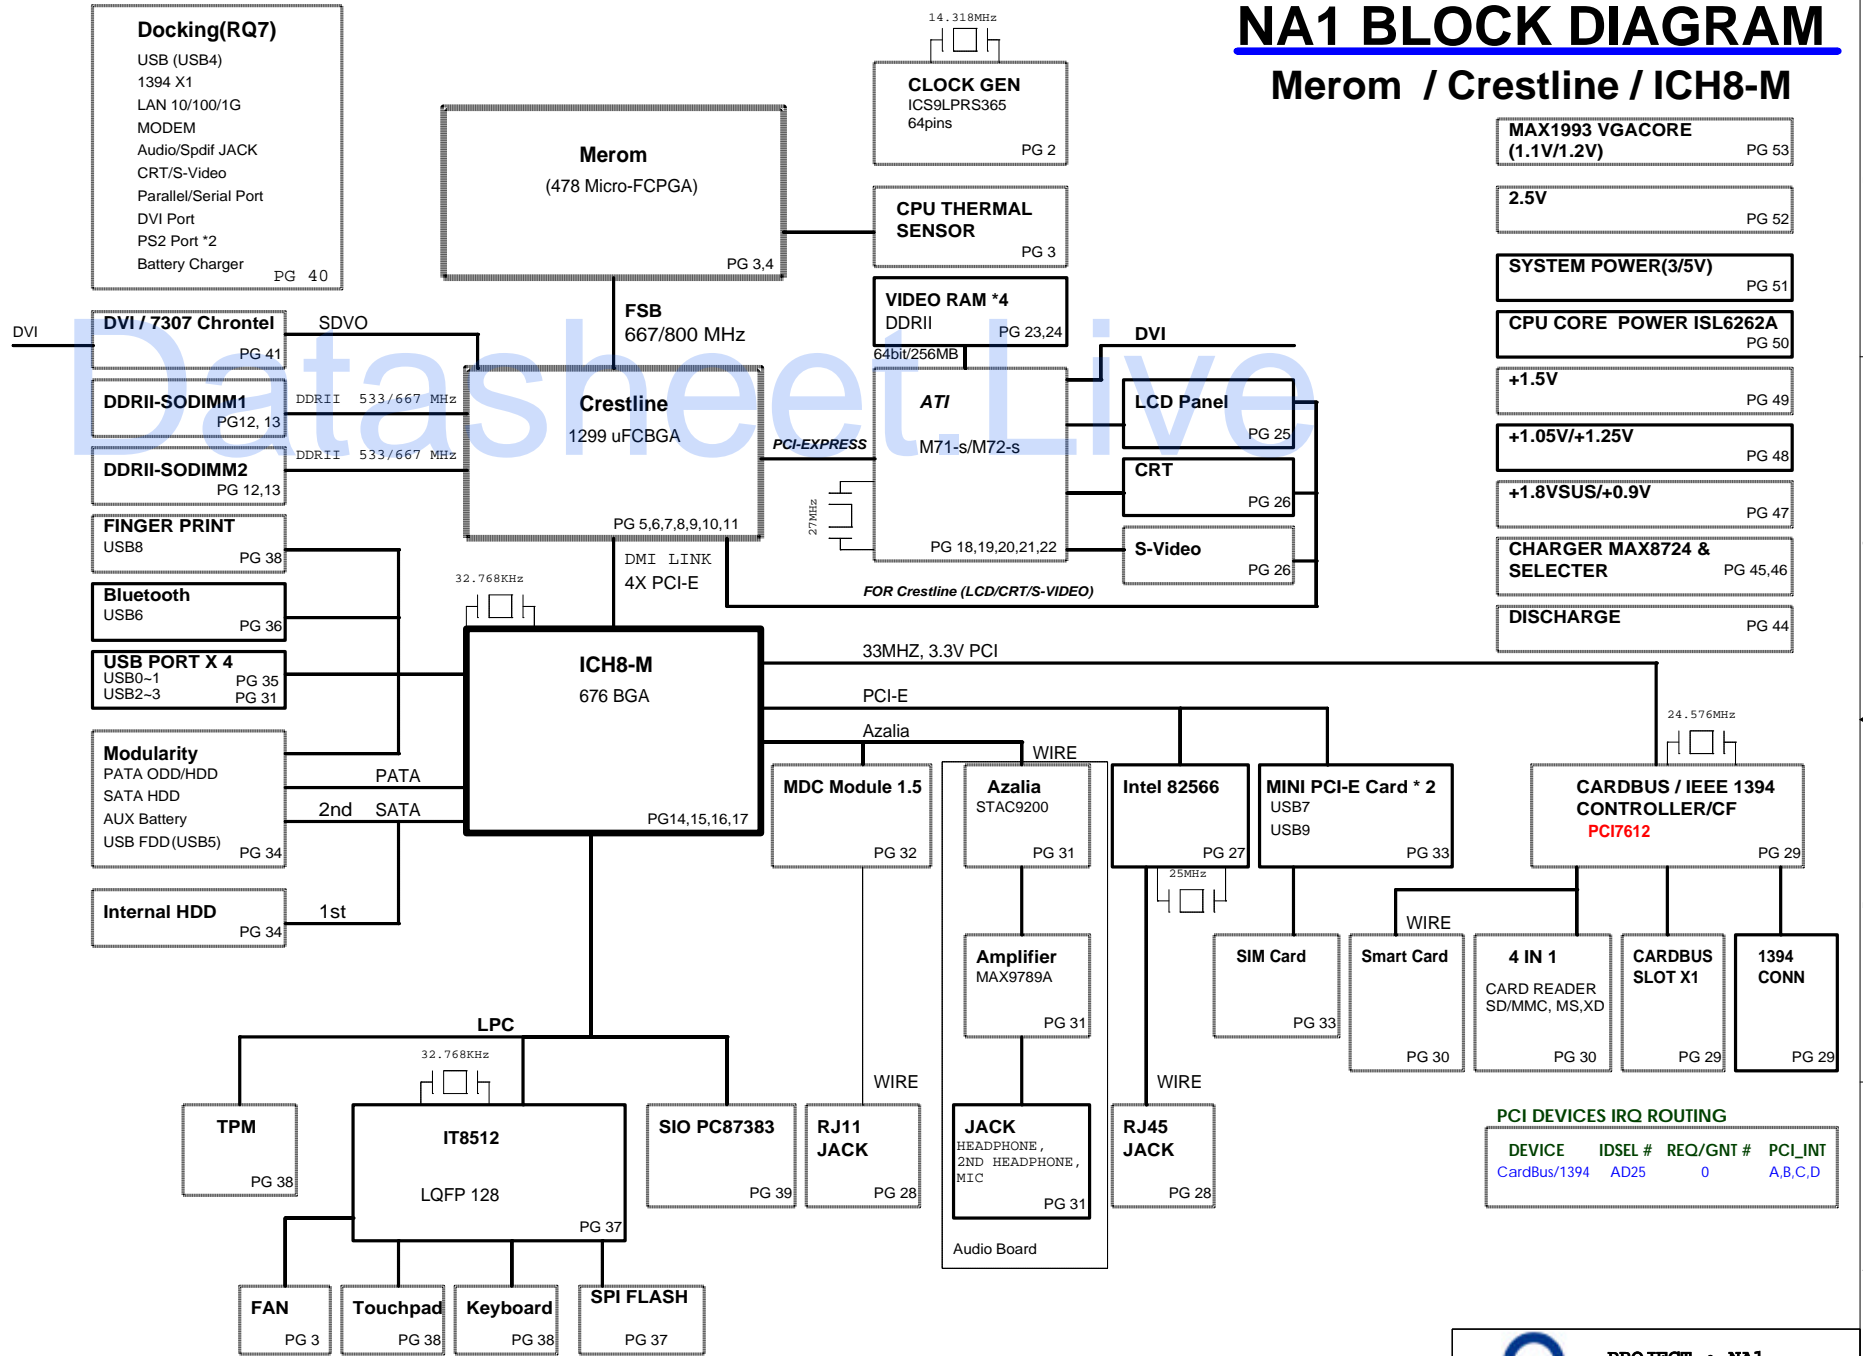 NA1 BLOCK DIAGRAM
Merom / Crestline / ICH8-M
Docking(RQ7)
USB (USB4)
1394 X1
LAN 10/100/1G
MODEM
Audio/Spdif JACK
CRT/S-Video
Parallel/Serial Port
DVI Port
PS2 Port *2
Battery Charger
PG 40
14.318MHz
CLOCK GEN
ICS9LPRS365
64pins
PG 2
Merom
(478 Micro-FCPGA)
PG 3,4
CPU THERMAL
SENSOR
PG 3
MAX1993 VGACORE
(1.1V/1.2V)
PG 53
2.5V
PG 52
SYSTEM POWER(3/5V)
PG 51
CPU CORE POWER ISL6262A
PG 50
+1.5V
PG 49
+1.05V/+1.25V
PG 48
+1.8VSUS/+0.9V
PG 47
CHARGER MAX8724 &
SELECTER
PG 45,46
DISCHARGE
PG 44
FSB
667/800 MHz
VIDEO RAM *4
DDRII
PG 23,24
64bit/256MB
DVI
DVI
DVI / 7307 Chrontel
PG 41
SDVO
Datasheet.Live
DDRII-SODIMM1
PG12, 13
DDRII 533/667 MHz
DDRII-SODIMM2
PG 12,13
DDRII 533/667 MHz
Crestline
1299 uFCBGA
PG 5,6,7,8,9,10,11
PCI-EXPRESS
27MHz
ATI
M71-s/M72-s
PG 18,19,20,21,22
LCD Panel
PG 25
CRT
PG 26
S-Video
PG 26
FOR Crestline (LCD/CRT/S-VIDEO)
DMI LINK
4X PCI-E
32.768KHz
FINGER PRINT
USB8
PG 38
Bluetooth
USB6
PG 36
USB PORT X 4
USB0~1
PG 35
USB2~3
PG 31
Modularity
PATA ODD/HDD
SATA HDD
AUX Battery
USB FDD(USB5)
PG 34
PATA
2nd SATA
Internal HDD
PG 34
1st
ICH8-M
676 BGA
PG14,15,16,17
33MHZ, 3.3V PCI
PCI-E
Azalia
WIRE
24.576MHz
MDC Module 1.5
PG 32
Azalia
STAC9200
PG 31
Intel 82566
PG 27
25MHz
MINI PCI-E Card * 2
USB7
USB9
PG 33
CARDBUS / IEEE 1394
CONTROLLER/CF
PCI7612
PG 29
WIRE
Amplifier
MAX9789A
PG 31
SIM Card
PG 33
Smart Card
PG 30
4 IN 1
CARD READER
SD/MMC, MS,XD
PG 30
CARDBUS
SLOT X1
PG 29
1394
CONN
PG 29
LPC
32.768KHz
WIRE
WIRE
TPM
PG 38
IT8512
LQFP 128
PG 37
SIO PC87383
PG 39
RJ11
JACK
PG 28
JACK
HEADPHONE,
2ND HEADPHONE,
MIC
PG 31
Audio Board
RJ45
JACK
PG 28
PCI DEVICES IRQ ROUTING
DEVICE IDSEL # REQ/GNT # PCI_INT
CardBus/1394 AD25 0 A,B,C,D
FAN
PG 3
Touchpad
PG 38
Keyboard
PG 38
SPI FLASH
PG 37
PROJECT : NA1